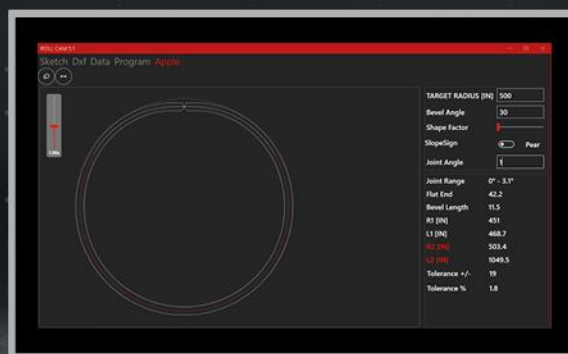 ROLL CAM 5.1
Sketch Dxf Data Program Apple
TARGET RADIUS [IN] 500
Bevel Angle 30
Shape Factor
SlopeSign Pear
Joint Angle 1
Joint Range 0° - 3.1°
Flat End 42.2
Bevel Length 11.5
R1 [IN] 451
L1 [IN] 468.7
R2 [IN] 503.4
L2 [IN] 1049.5
Tolerance +/- 19
Tolerance % 1.8